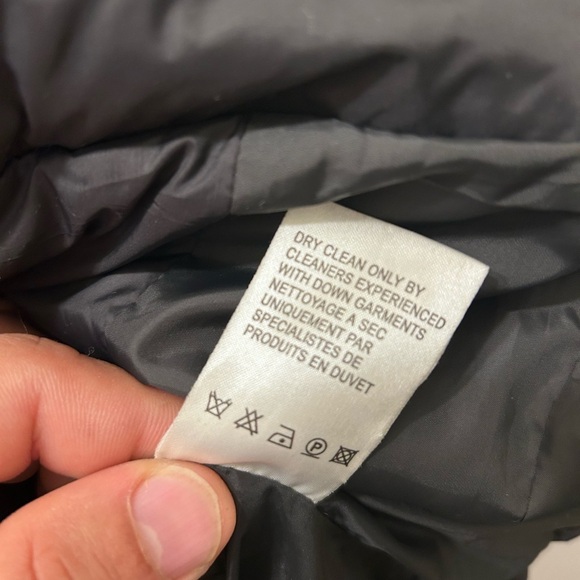 DRY CLEAN ONLY BY
CLEANERS EXPERIENCED
WITH DOWN GARMENTS
NETTOYAGE A SEC
UNIQUEMENT PAR
SPECIALISTES DE
PRODUITS EN DUVET
P